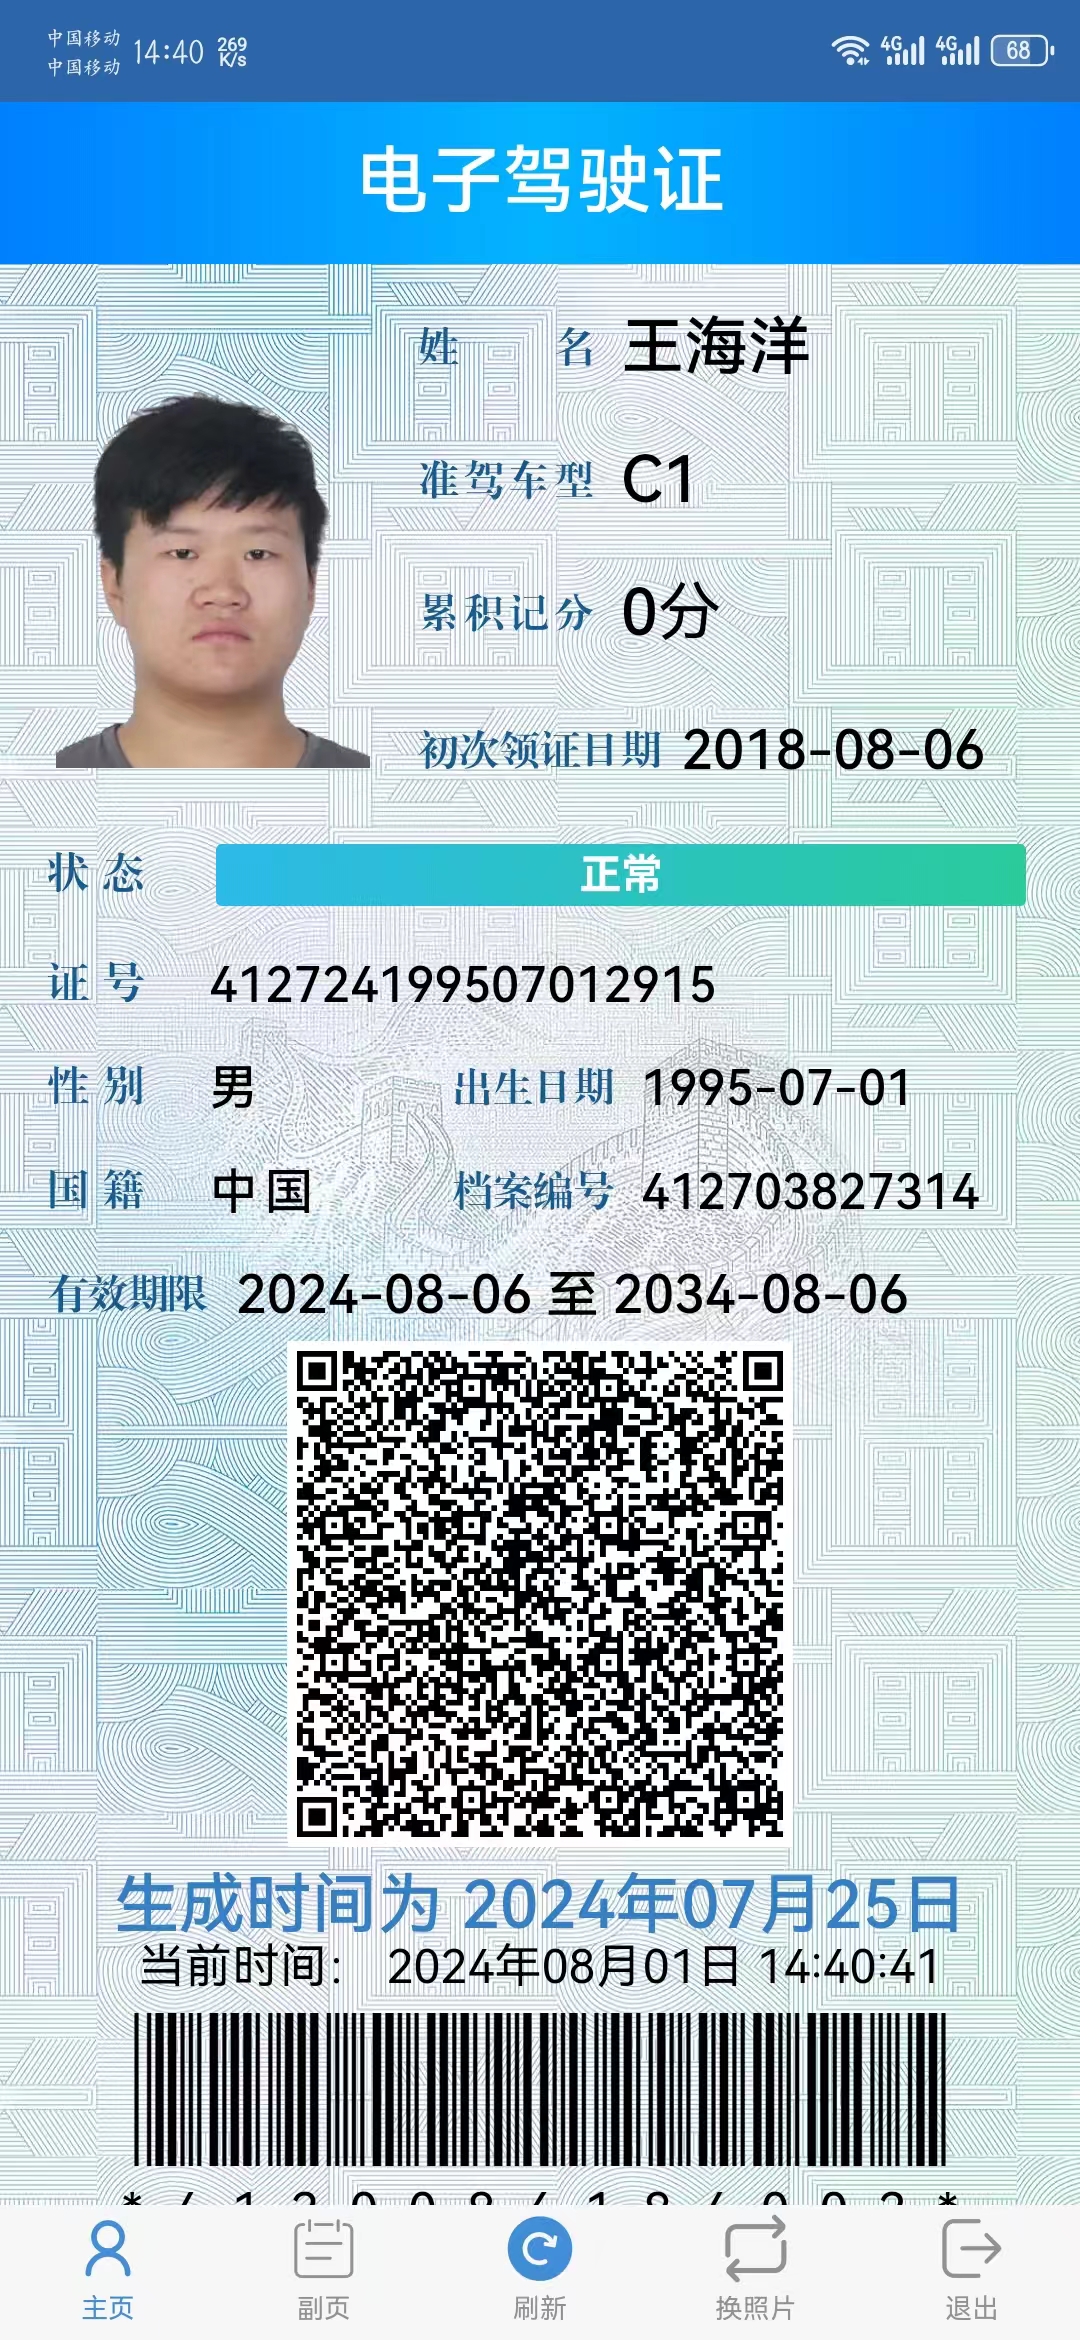 中国移动
中国移动
14:40
269 K/s
4G
4G
68
电子驾驶证
姓名 王海洋
准驾车型 C1
累积记分 0分
初次领证日期 2018-08-06
状态 正常
证号 412724199507012915
性别 男 出生日期 1995-07-01
国籍 中国 档案编号 412703827314
有效期限 2024-08-06 至 2034-08-06
生成时间为 2024年07月25日
当前时间： 2024年08月01日 14:40:41
主页 副页 刷新 换照片 退出